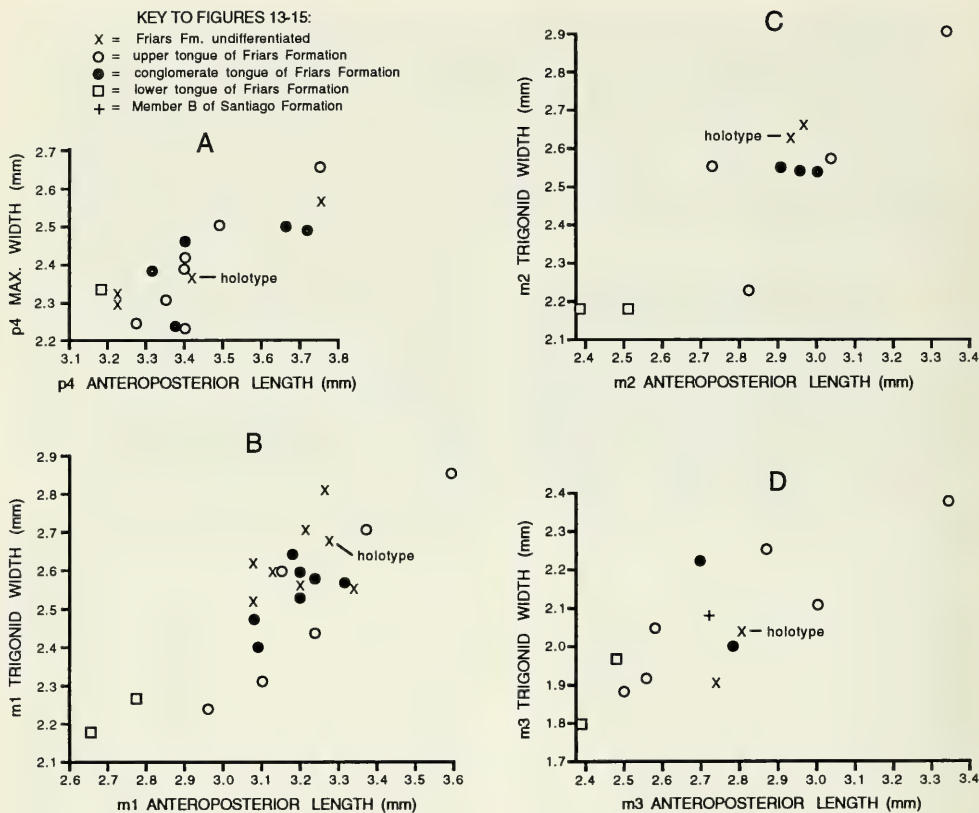 KEY TO FIGURES 13-15:
X = Friars Fm. undifferentiated
O = upper tongue of Friars Formation
● = conglomerate tongue of Friars Formation
□ = lower tongue of Friars Formation
+ = Member B of Santiago Formation
A
p4 MAX. WIDTH (mm)
2.7
2.6
2.5
2.4
2.3
2.2
holotype
3.1 3.2 3.3 3.4 3.5 3.6 3.7 3.8
p4 ANTEROPOSTERIOR LENGTH (mm)
B
m1 TRIGONID WIDTH (mm)
2.9
2.8
2.7
2.6
2.5
2.4
2.3
2.2
2.1
holotype
2.6 2.7 2.8 2.9 3.0 3.1 3.2 3.3 3.4 3.5 3.6
m1 ANTEROPOSTERIOR LENGTH (mm)
C
m2 TRIGONID WIDTH (mm)
2.9
2.8
2.7
2.6
2.5
2.4
2.3
2.2
2.1
holotype
2.4 2.5 2.6 2.7 2.8 2.9 3.0 3.1 3.2 3.3 3.4
m2 ANTEROPOSTERIOR LENGTH (mm)
D
m3 TRIGONID WIDTH (mm)
2.4
2.3
2.2
2.1
2.0
1.9
1.8
1.7
holotype
2.4 2.5 2.6 2.7 2.8 2.9 3.0 3.1 3.2 3.3 3.4
m3 ANTEROPOSTERIOR LENGTH (mm)